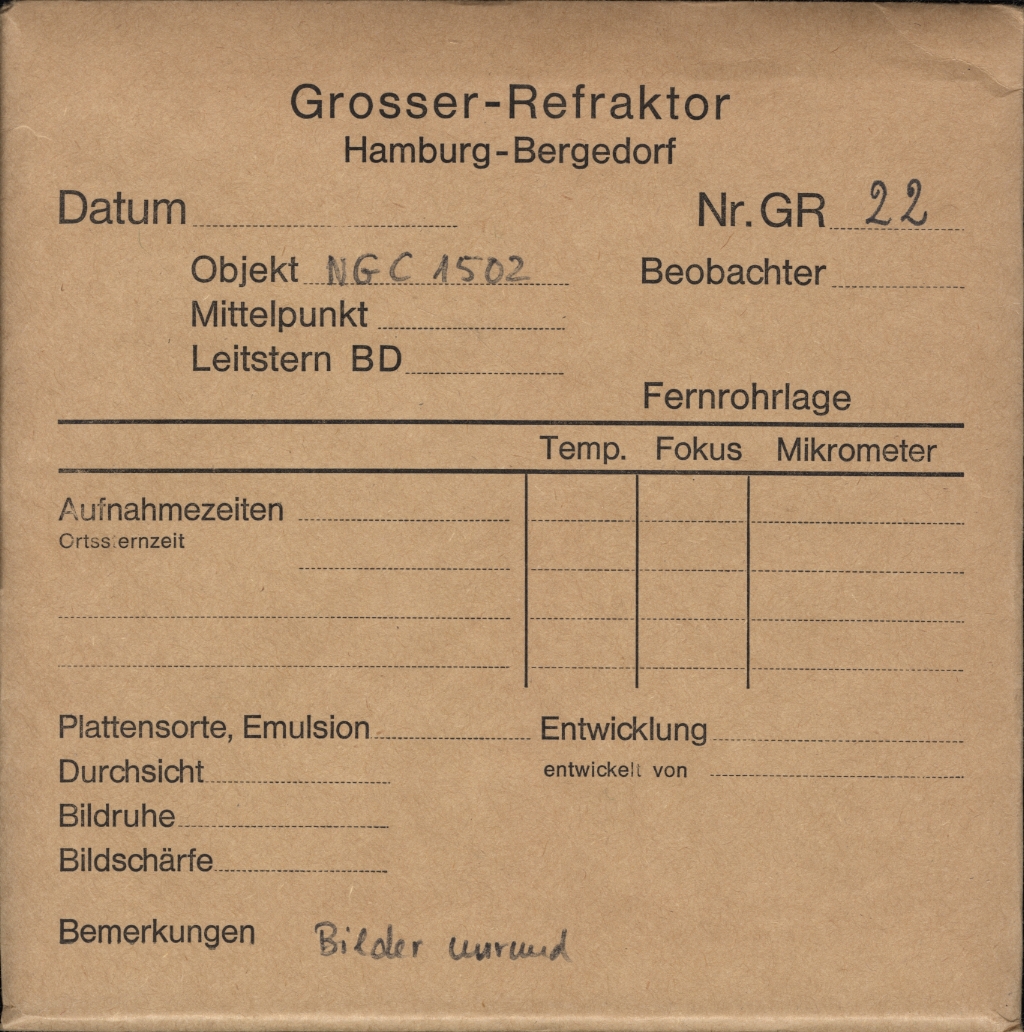 Grosser-Refraktor
Hamburg-Bergedorf
Datum Nr. GR 22
Objekt NGC 1502 Beobachter
Mittelpunkt
Leitstern BD
Fernrohrlage
Temp. Fokus Mikrometer
Aufnahmezeiten
Ortssternzeit
Plattensorte, Emulsion Entwicklung
Durchsicht entwickelt von
Bildruhe
Bildschärfe
Bemerkungen Bilder unrund